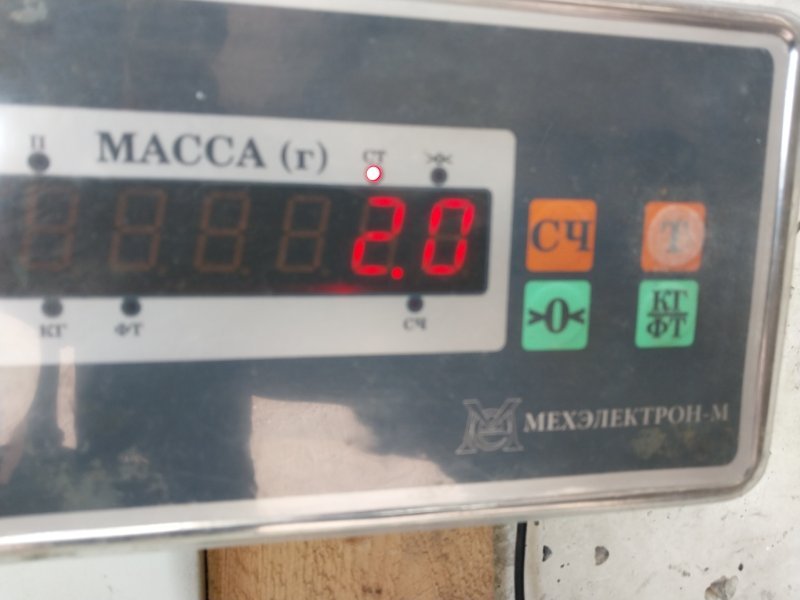 П
МАССА (г)
СТ
>|<
2.0
КГ
ФТ
СЧ
СЧ
Т
>0<
КГ
ФТ
МЕХЭЛЕКТРОН-М